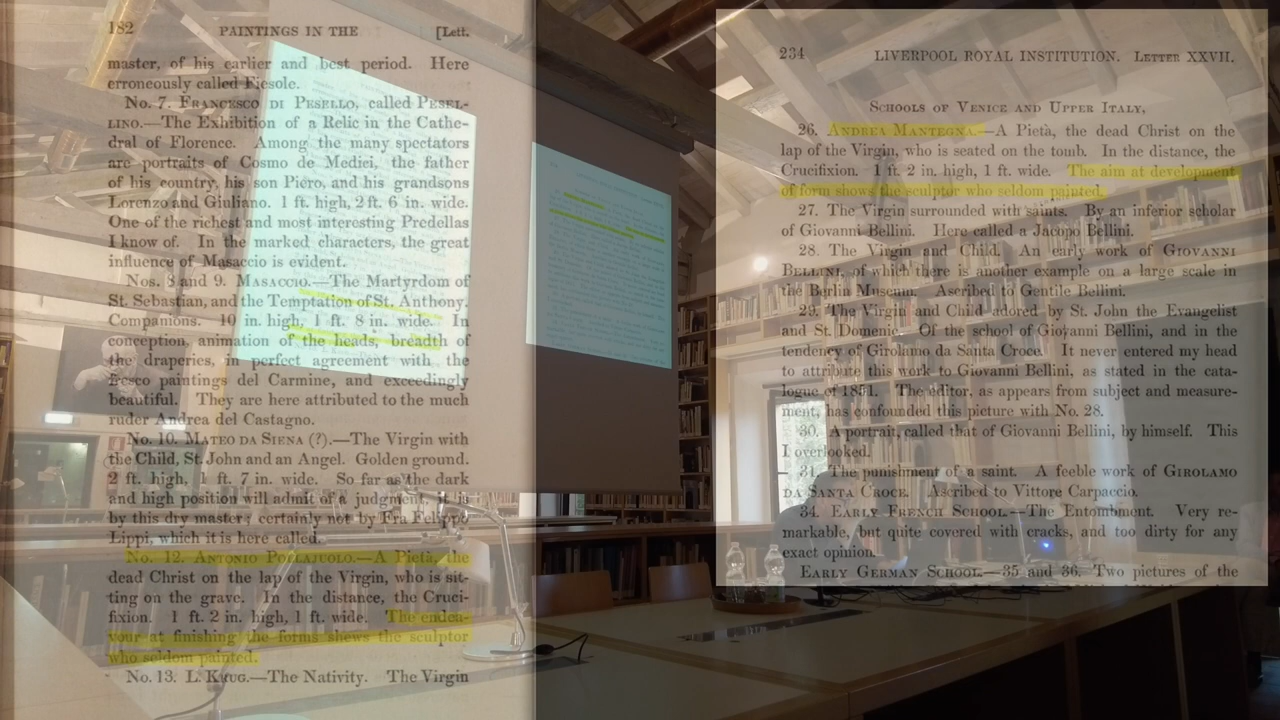 182 PAINTINGS IN THE [Lett.
master, of his earlier and best period. Here
erroneously called Fiesole.
No. 7. FRANCESCO DI PESELLO, called PESEL-
LINO.—The Exhibition of a Relic in the Cathe-
dral of Florence. Among the many spectators
are portraits of Cosmo de Medici, the father
of his country, his son Piero, and his grandsons
Lorenzo and Giuliano. 1 ft. high, 2 ft. 6 in. wide.
One of the richest and most interesting Predellas
I know of. In the marked characters, the great
influence of Masaccio is evident.
Nos. 8 and 9. MASACCIO.—The Martyrdom of
St. Sebastian, and the Temptation of St. Anthony.
Companions. 10 in. high, 1 ft. 8 in. wide. In
conception, animation of the heads, breadth of
the draperies, in perfect agreement with the
fresco paintings del Carmine, and exceedingly
beautiful. They are here attributed to the much
ruder Andrea del Castagno.
No. 10. MATEO DA SIENA (?).—The Virgin with
the Child, St. John and an Angel. Golden ground.
2 ft. high, 1 ft. 7 in. wide. So far as the dark
and high position will admit of a judgment, it is
by this dry master; certainly not by Fra Felippo
Lippi, which it is here called.
No. 12. ANTONIO POLLAJUOLO.—A Pietà, the
dead Christ on the lap of the Virgin, who is sit-
ting on the grave. In the distance, the Cruci-
fixion. 1 ft. 2 in. high, 1 ft. wide. The endea-
vour at finishing the forms shews the sculptor
who seldom painted.
No. 13. L. KRUG.—The Nativity. The Virgin
234 LIVERPOOL ROYAL INSTITUTION. LETTER XXVII.
SCHOOLS OF VENICE AND UPPER ITALY,
26. ANDREA MANTEGNA.—A Pietà, the dead Christ on the
lap of the Virgin, who is seated on the tomb. In the distance, the
Crucifixion. 1 ft. 2 in. high, 1 ft. wide. The aim at development
of form shows the sculptor who seldom painted.
27. The Virgin surrounded with saints. By an inferior scholar
of Giovanni Bellini. Here called a Jacopo Bellini.
28. The Virgin and Child. An early work of GIOVANNI
BELLINI, of which there is another example on a large scale in
the Berlin Museum. Ascribed to Gentile Bellini.
29. The Virgin and Child adored by St. John the Evangelist
and St. Domenic. Of the school of Giovanni Bellini, and in the
tendency of Girolamo da Santa Croce. It never entered my head
to attribute this work to Giovanni Bellini, as stated in the cata-
logue of 1851. The editor, as appears from subject and measure-
ment, has confounded this picture with No. 28.
30. A portrait, called that of Giovanni Bellini, by himself. This
I overlooked.
31. The punishment of a saint. A feeble work of GIROLAMO
DA SANTA CROCE. Ascribed to Vittore Carpaccio.
34. EARLY FRENCH SCHOOL.—The Entombment. Very re-
markable, but quite covered with cracks, and too dirty for any
exact opinion.
EARLY GERMAN SCHOOL.—35 and 36. Two pictures of the